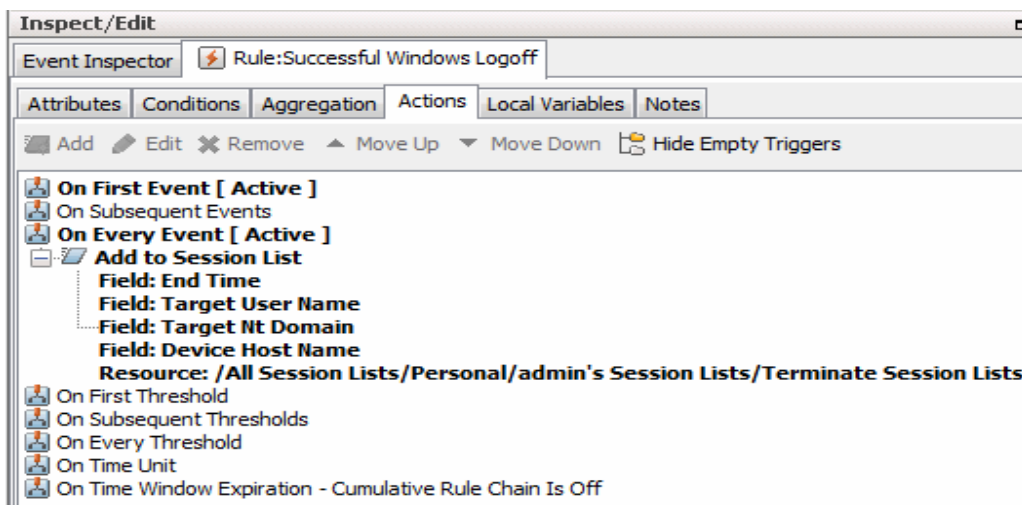 Inspect/Edit
Event Inspector Rule:Successful Windows Logoff
Attributes Conditions Aggregation Actions Local Variables Notes
Add Edit Remove Move Up Move Down Hide Empty Triggers
On First Event [ Active ]
On Subsequent Events
On Every Event [ Active ]
Add to Session List
Field: End Time
Field: Target User Name
Field: Target Nt Domain
Field: Device Host Name
Resource: /All Session Lists/Personal/admin's Session Lists/Terminate Session Lists
On First Threshold
On Subsequent Thresholds
On Every Threshold
On Time Unit
On Time Window Expiration - Cumulative Rule Chain Is Off